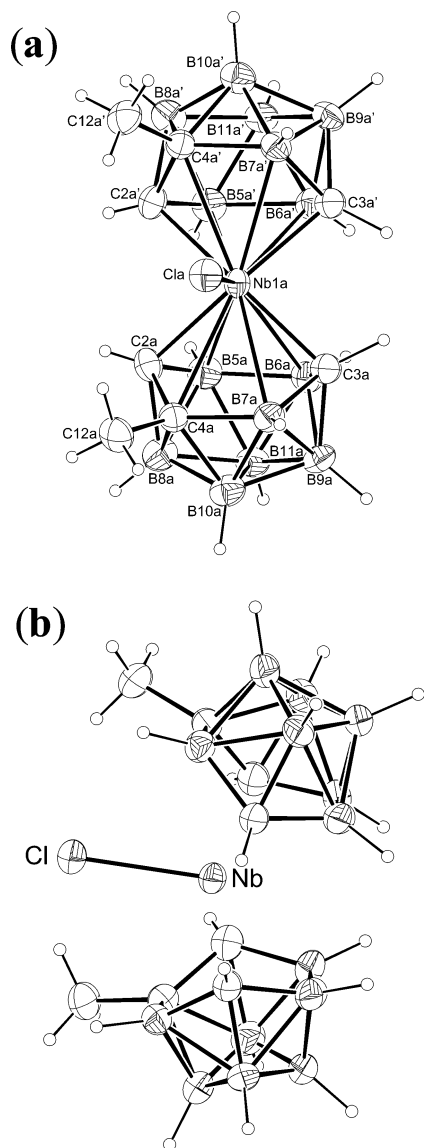 (a)
B10a'
B8a'
B9a'
C12a'
B11a'
B7a'
C4a'
C2a'
B5a'
B6a'
C3a'
Cla
Nb1a
C2a
B5a
B6a
C3a
B7a
C12a
C4a
B11a
B8a
B9a
B10a
(b)
Cl
Nb